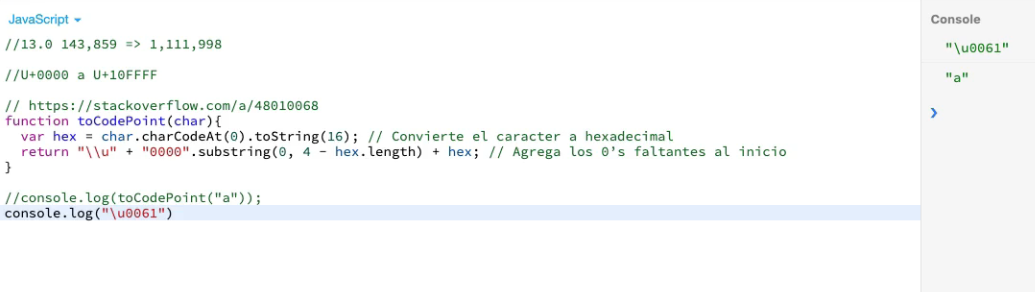 JavaScript
//13.0 143,859 => 1,111,998
//U+0000 a U+10FFFF
// https://stackoverflow.com/a/48010068
function toCodePoint(char){
  var hex = char.charCodeAt(0).toString(16); // Convierte el caracter a hexadecimal
  return "\\u" + "0000".substring(0, 4 - hex.length) + hex; // Agrega los 0's faltantes al inicio
}
//console.log(toCodePoint("a"));
console.log("\u0061")
Console
"\u0061"
"a"